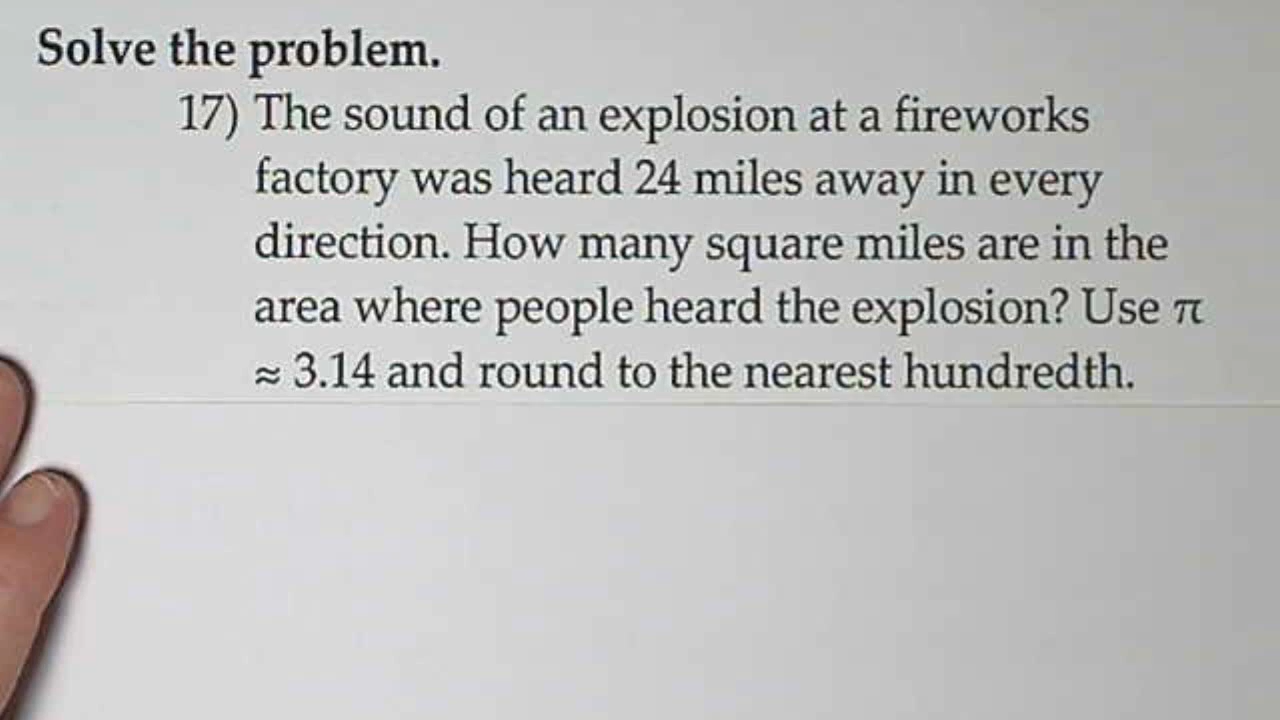 Solve the problem.
17) The sound of an explosion at a fireworks
factory was heard 24 miles away in every
direction. How many square miles are in the
area where people heard the explosion? Use π
≈ 3.14 and round to the nearest hundredth.